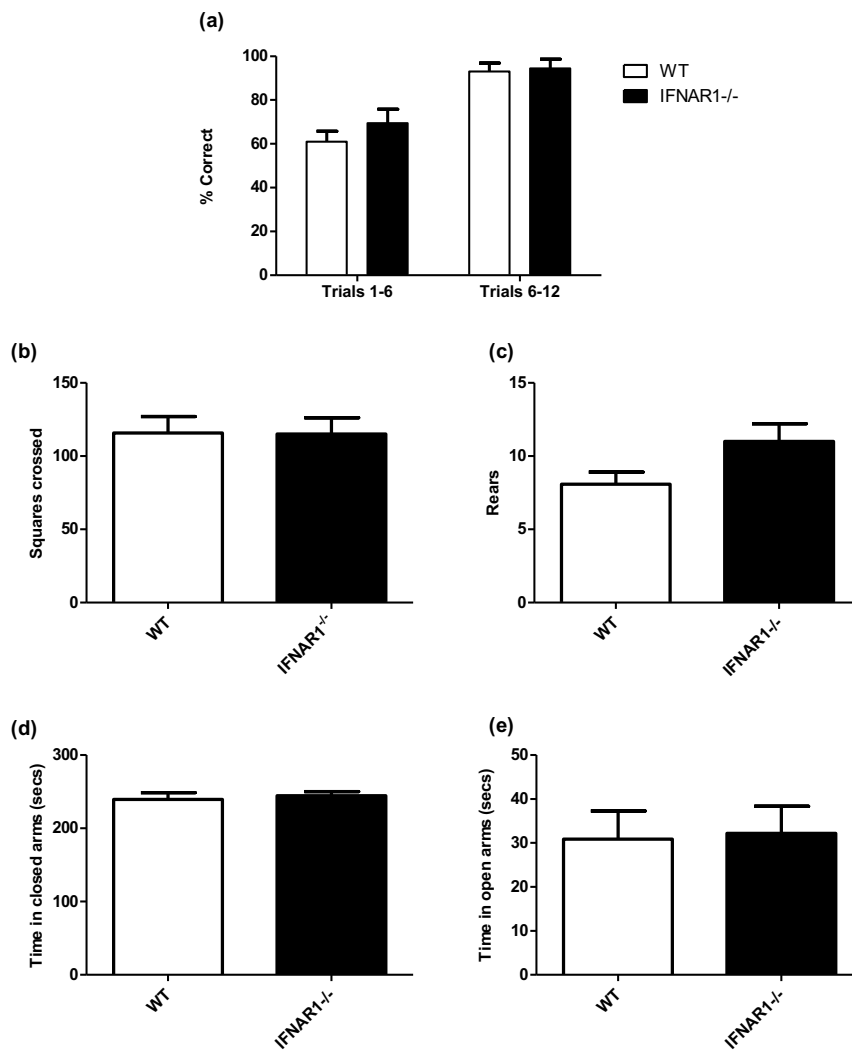 (a)
% Correct
100
80
60
40
20
0
Trials 1-6
Trials 6-12
WT
IFNAR1-/-
(b)
Squares crossed
150
100
50
0
WT
IFNAR1-/-
(c)
Rears
15
10
5
0
WT
IFNAR1-/-
(d)
Time in closed arms (secs)
300
200
100
0
WT
IFNAR1-/-
(e)
Time in open arms (secs)
50
40
30
20
10
0
WT
IFNAR1-/-